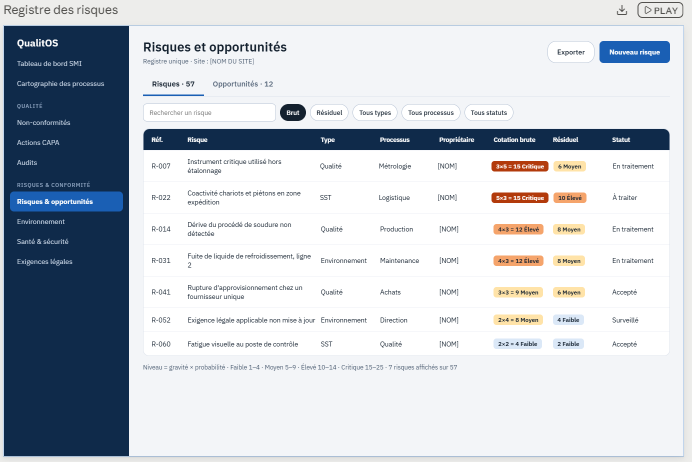 Registre des risques
PLAY
QualitOS
Tableau de bord SMI
Cartographie des processus
QUALITÉ
Non-conformités
Actions CAPA
Audits
RISQUES & CONFORMITÉ
Risques & opportunités
Environnement
Santé & sécurité
Exigences légales
Risques et opportunités
Registre unique · Site : [NOM DU SITE]
Exporter
Nouveau risque
Risques · 57
Opportunités · 12
Rechercher un risque
Brut
Résiduel
Tous types
Tous processus
Tous statuts
Réf. Risque Type Processus Propriétaire Cotation brute Résiduel Statut
R-007 Instrument critique utilisé hors étalonnage Qualité Métrologie [NOM] 3×5 = 15 Critique 6 Moyen En traitement
R-022 Coactivité chariots et piétons en zone expédition SST Logistique [NOM] 5×3 = 15 Critique 10 Élevé À traiter
R-014 Dérive du procédé de soudure non détectée Qualité Production [NOM] 4×3 = 12 Élevé 8 Moyen En traitement
R-031 Fuite de liquide de refroidissement, ligne 2 Environnement Maintenance [NOM] 4×3 = 12 Élevé 8 Moyen En traitement
R-041 Rupture d'approvisionnement chez un fournisseur unique Qualité Achats [NOM] 3×3 = 9 Moyen 6 Moyen Accepté
R-052 Exigence légale applicable non mise à jour Environnement Direction [NOM] 2×4 = 8 Moyen 4 Faible Surveillé
R-060 Fatigue visuelle au poste de contrôle SST Qualité [NOM] 2×2 = 4 Faible 2 Faible Accepté
Niveau = gravité × probabilité · Faible 1–4 · Moyen 5–9 · Élevé 10–14 · Critique 15–25 · 7 risques affichés sur 57